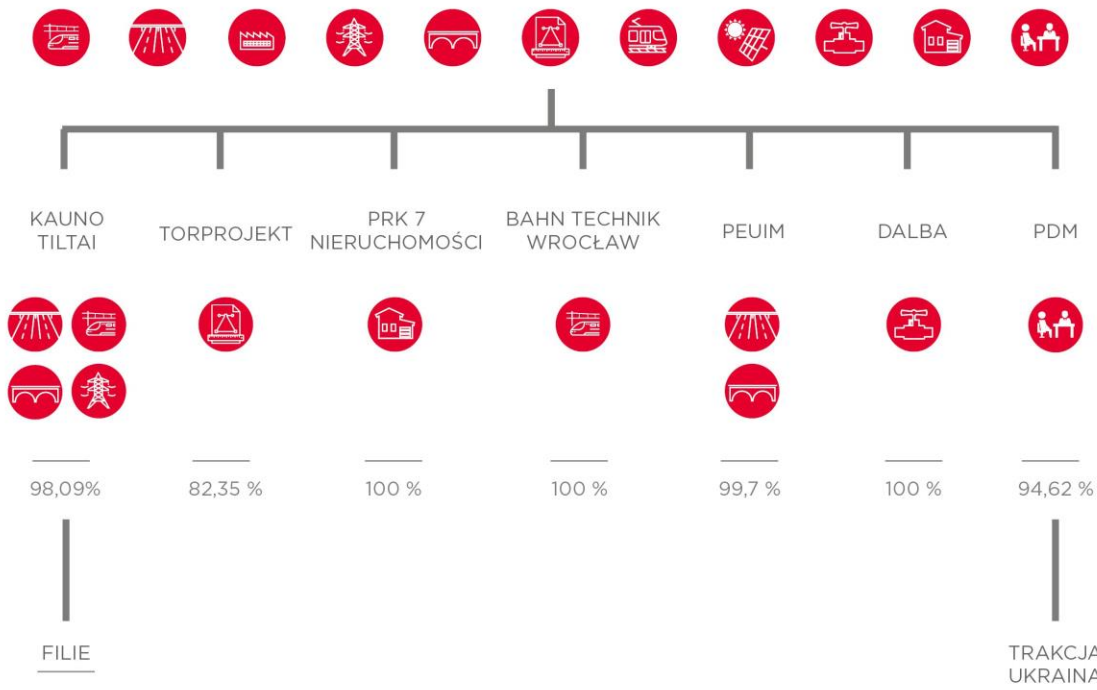 KAUNO
TILTAI
TORPROJEKT
PRK 7
NIERUCHOMOŚCI
BAHN TECHNIK
WROCŁAW
PEUIM
DALBA
PDM
98,09%
82,35 %
100 %
100 %
99,7 %
100 %
94,62 %
FILIE
TRAKCJA
UKRAINA